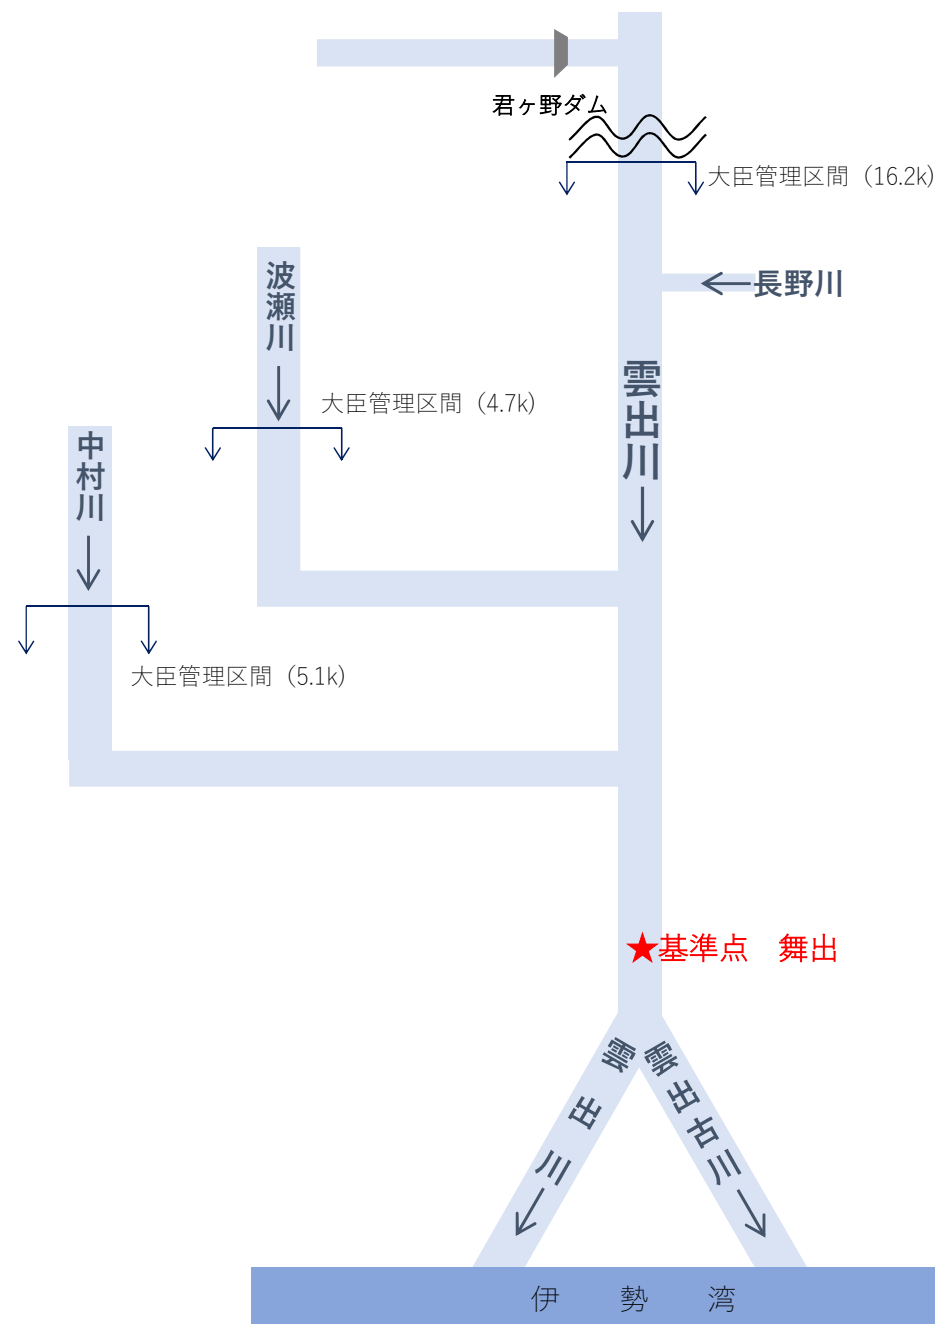 君ヶ野ダム
大臣管理区間（16.2k）
長野川
波瀬川
雲出川
大臣管理区間（4.7k）
中村川
大臣管理区間（5.1k）
★基準点　舞出
雲出川
雲出古川
伊　勢　湾